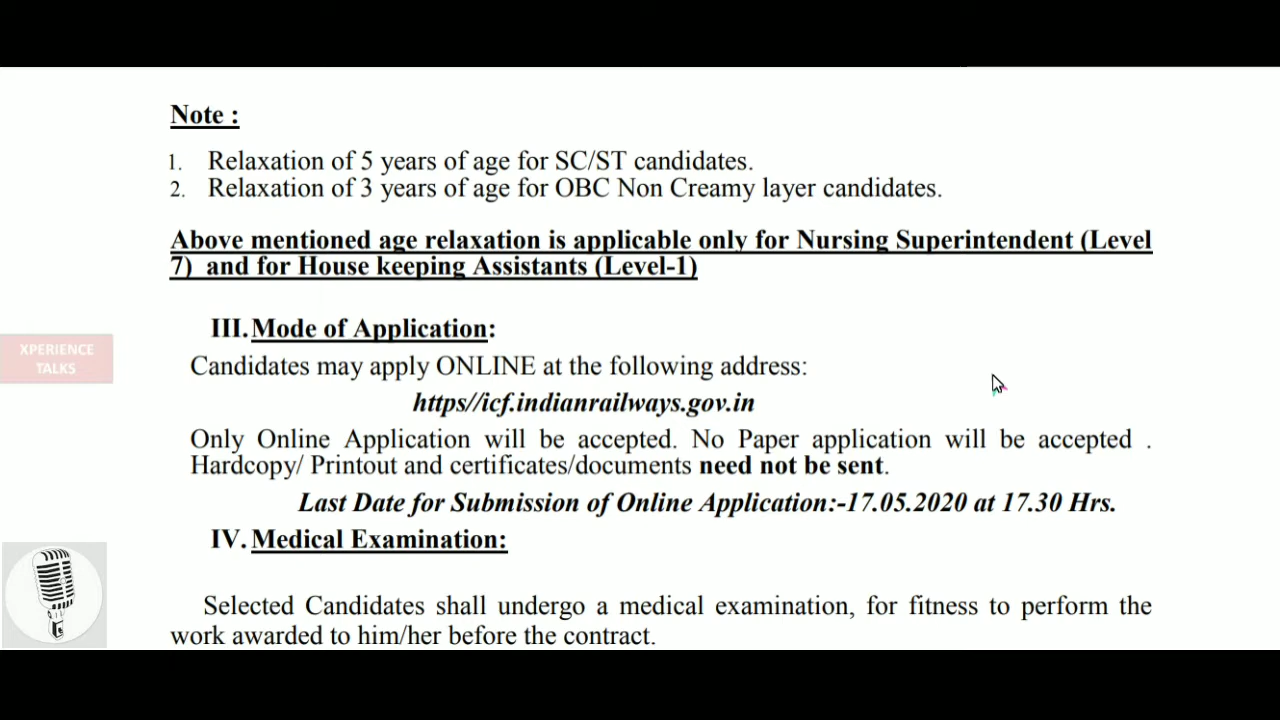 Note :
1. Relaxation of 5 years of age for SC/ST candidates.
2. Relaxation of 3 years of age for OBC Non Creamy layer candidates.
Above mentioned age relaxation is applicable only for Nursing Superintendent (Level
7) and for House keeping Assistants (Level-1)
III. Mode of Application:
Candidates may apply ONLINE at the following address:
https//icf.indianrailways.gov.in
Only Online Application will be accepted. No Paper application will be accepted .
Hardcopy/ Printout and certificates/documents need not be sent.
Last Date for Submission of Online Application:-17.05.2020 at 17.30 Hrs.
IV. Medical Examination:
Selected Candidates shall undergo a medical examination, for fitness to perform the
work awarded to him/her before the contract.
XPERIENCE
TALKS